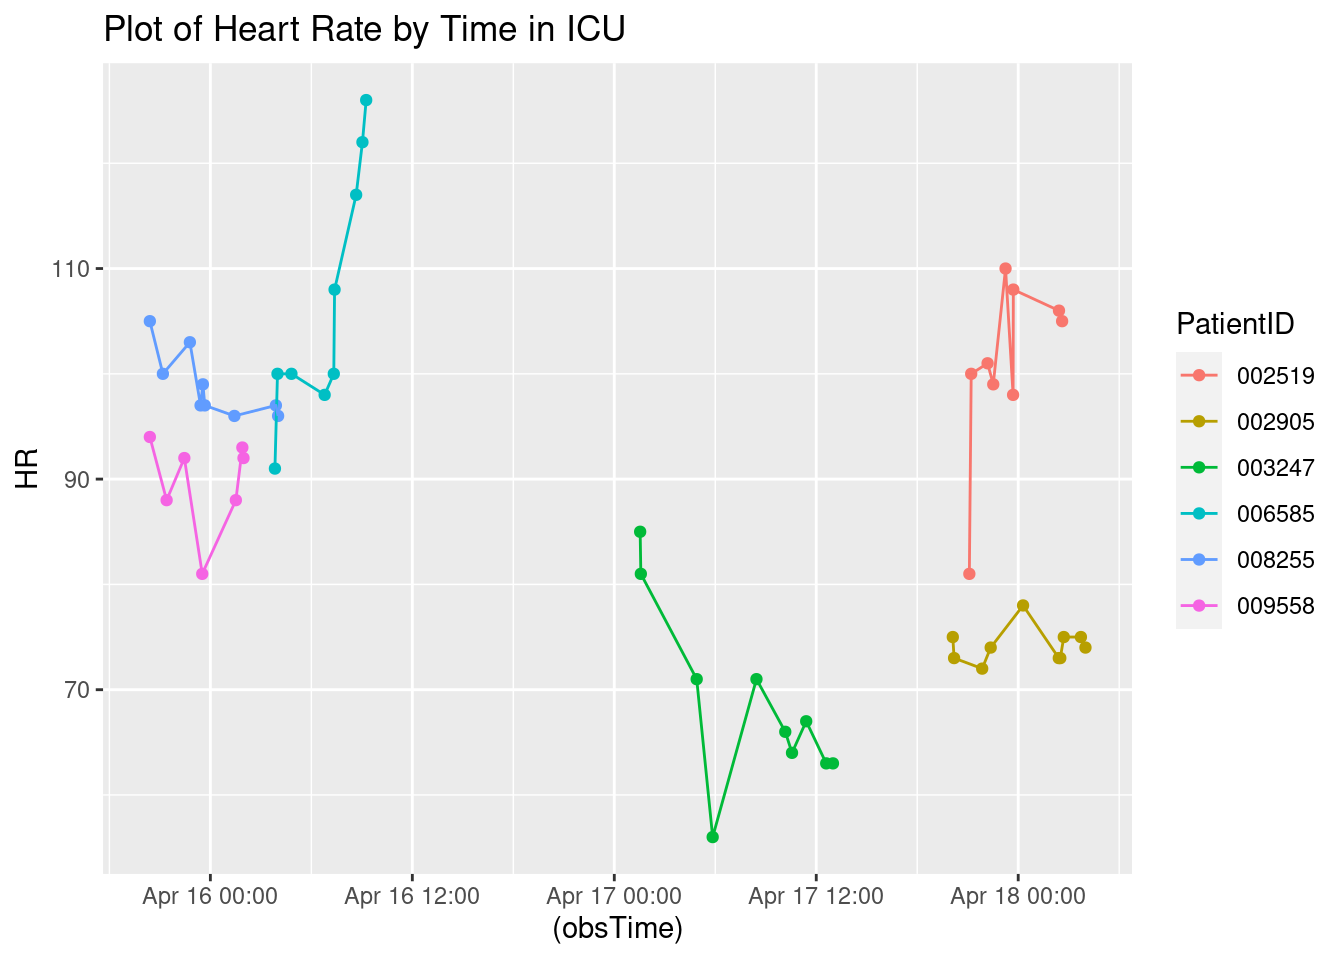 Plot of Heart Rate by Time in ICU
HR
110
90
70
Apr 16 00:00
Apr 16 12:00
Apr 17 00:00
Apr 17 12:00
Apr 18 00:00
(obsTime)
PatientID
002519
002905
003247
006585
008255
009558